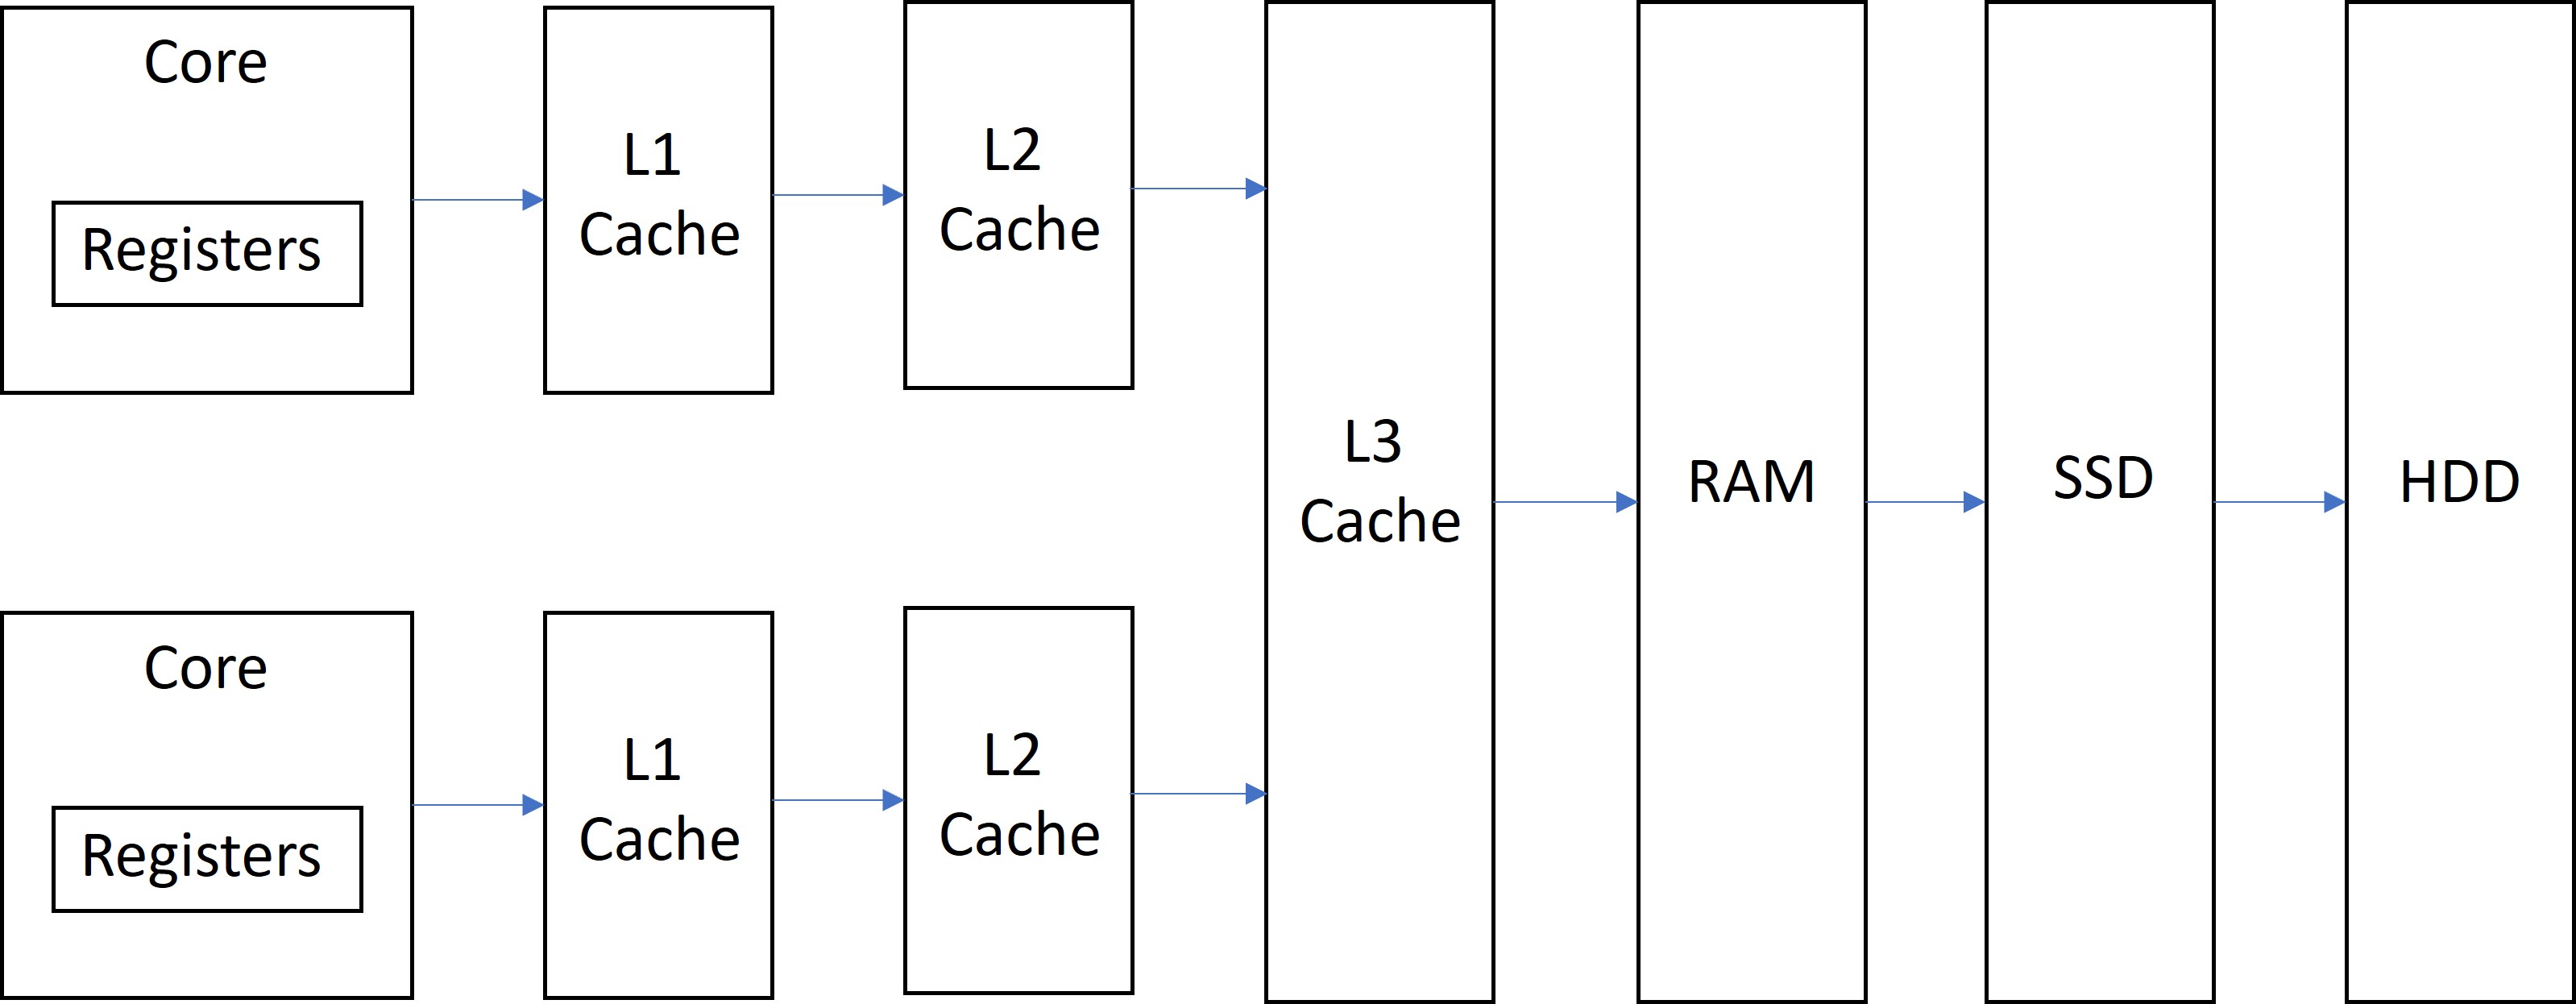 Core
Registers
L1
Cache
L2
Cache
Core
Registers
L1
Cache
L2
Cache
L3
Cache
RAM
SSD
HDD